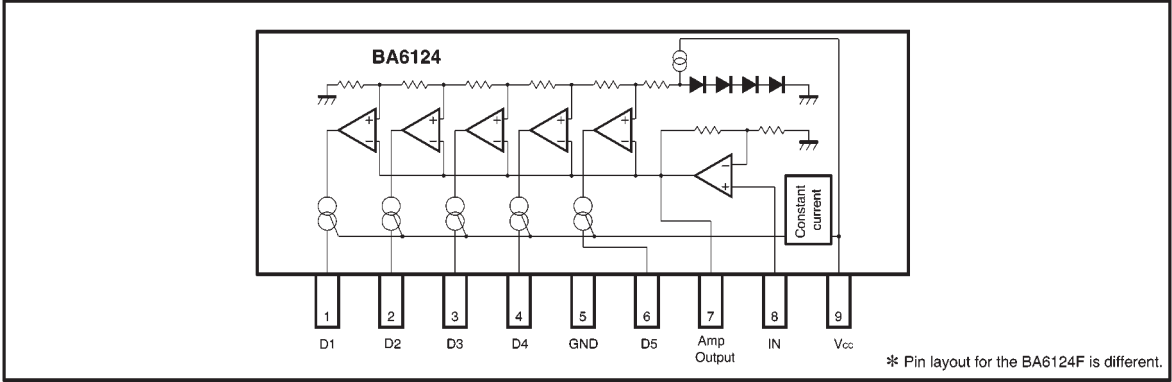 BA6124
+
−
+
−
+
−
+
−
+
−
−
+
Constant
current
1
2
3
4
5
6
7
8
9
D1
D2
D3
D4
GND
D5
Amp
Output
IN
Vcc
* Pin layout for the BA6124F is different.